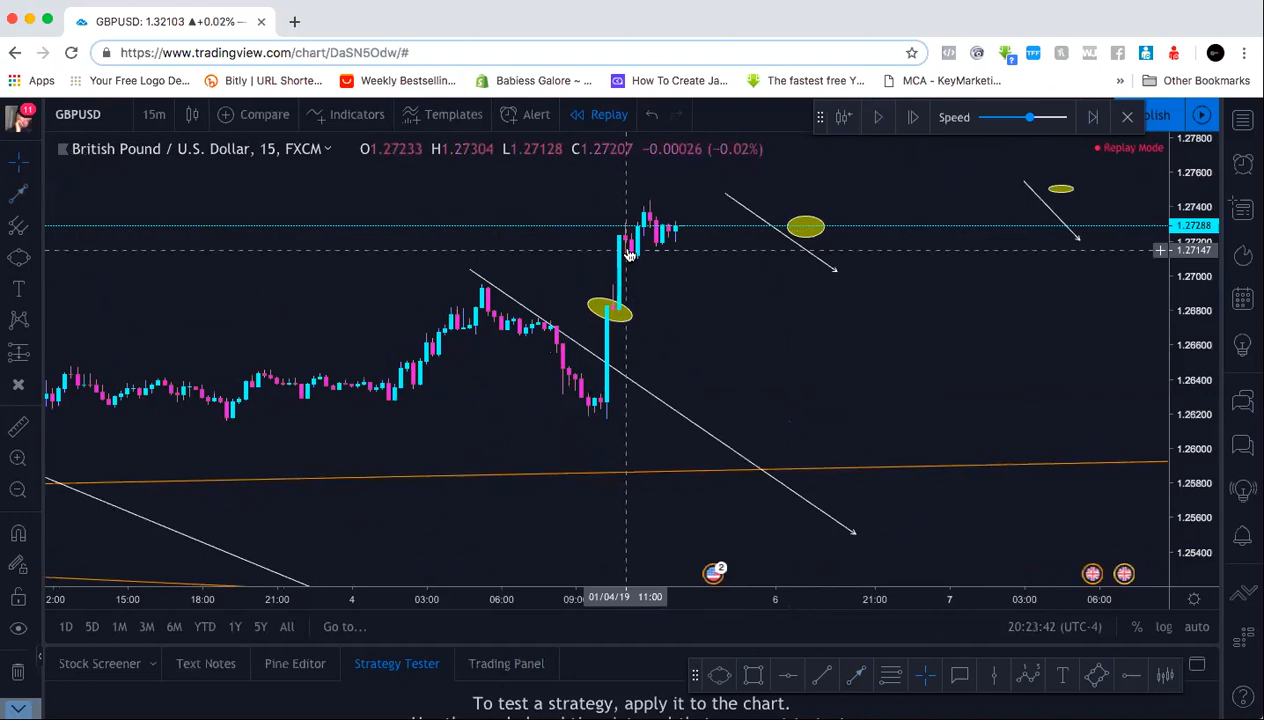 GBPUSD: 1.32103 ▲+0.02% —
https://www.tradingview.com/chart/DaSN5Odw/#
Apps Your Free Logo De... Bitly | URL Shorte... Weekly Bestsellin... Babiess Galore ~ ... How To Create Ja... The fastest free Y... MCA - KeyMarketi... » Other Bookmarks
11 GBPUSD 15m Compare Indicators Templates Alert Replay Speed blish
British Pound / U.S. Dollar, 15, FXCM O1.27233 H1.27304 L1.27128 C1.27207 -0.00026 (-0.02%)
Replay Mode
1.27800
1.27600
1.27400
1.27288
1.27200
1.27147
1.27000
1.26800
1.26600
1.26400
1.26200
1.26000
1.25800
1.25600
1.25400
2
2:00 15:00 18:00 21:00 4 03:00 06:00 09:0 01/04/19 11:00 6 21:00 7 03:00 06:00
1D 5D 1M 3M 6M YTD 1Y 5Y All Go to... 20:23:42 (UTC-4) % log auto
Stock Screener Text Notes Pine Editor Strategy Tester Trading Panel
To test a strategy, apply it to the chart.